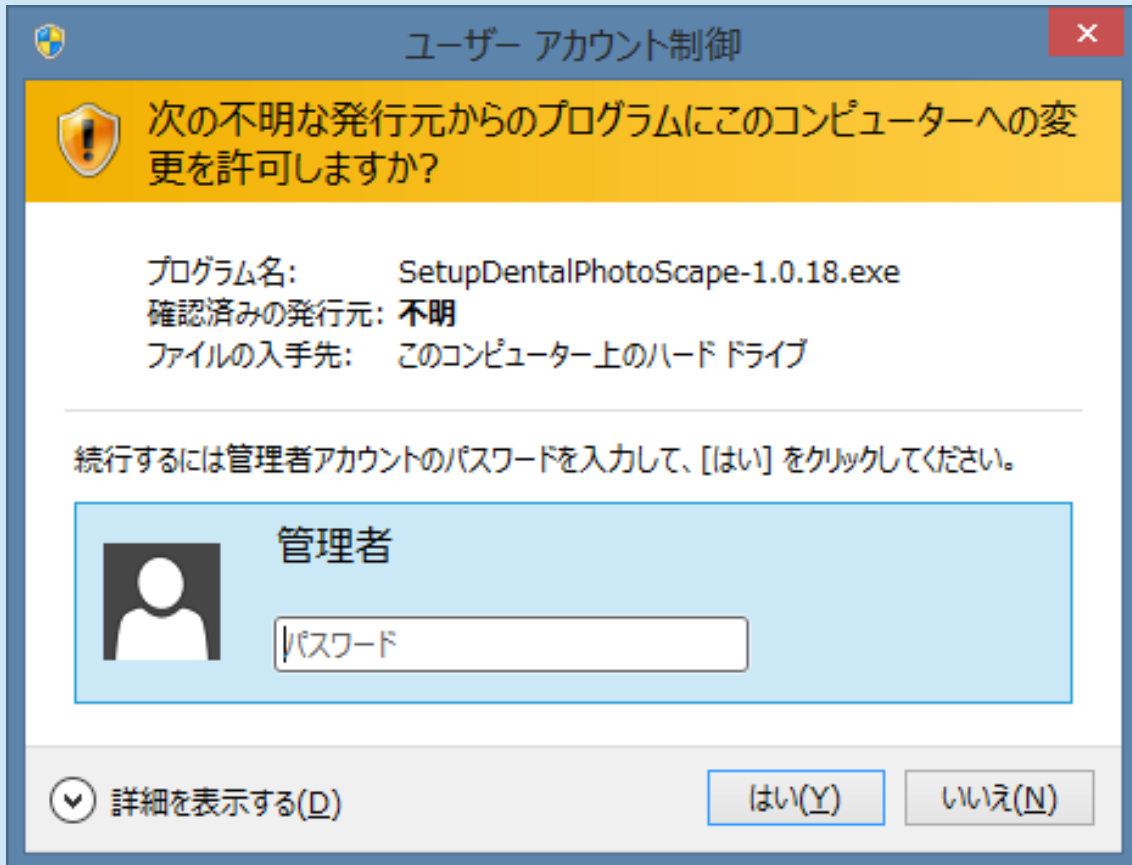 ユーザー アカウント制御
次の不明な発行元からのプログラムにこのコンピューターへの変
更を許可しますか?
プログラム名: SetupDentalPhotoScape-1.0.18.exe
確認済みの発行元: 不明
ファイルの入手先: このコンピューター上のハード ドライブ
続行するには管理者アカウントのパスワードを入力して、[はい] をクリックしてください。
管理者
パスワード
詳細を表示する(D) はい(Y) いいえ(N)